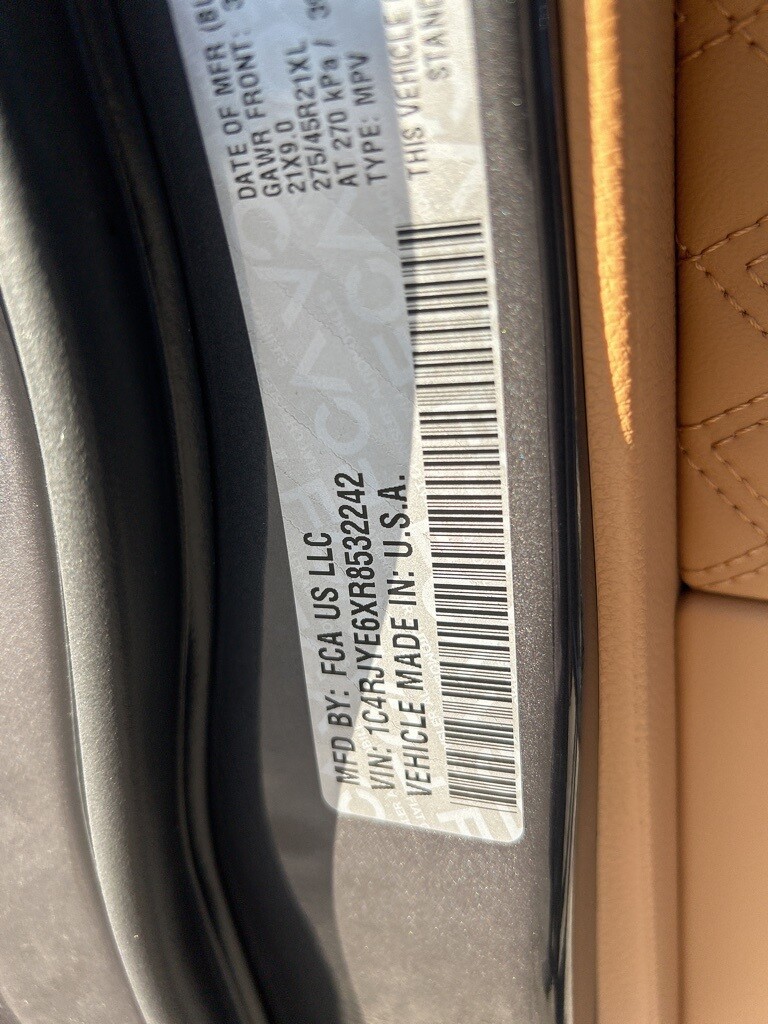 MFD BY: FCA US LLC
DATE OF MFR
VIN: 1C4RJYE6XR8532242
GAWR FRONT:
VEHICLE MADE IN: U.S.A.
21X9.0
275/45R21XL
AT 270 kPa /
TYPE: MPV
THIS VEHICLE